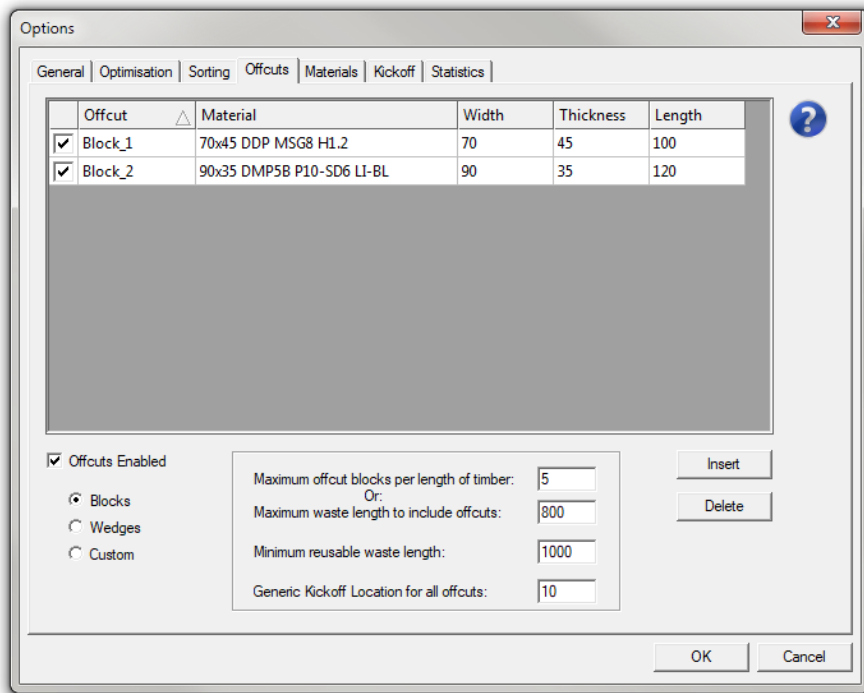 Options
General Optimisation Sorting Offcuts Materials Kickoff Statistics
Offcut Material Width Thickness Length
Block_1 70x45 DDP MSG8 H1.2 70 45 100
Block_2 90x35 DMP5B P10-SD6 LI-BL 90 35 120
?
Offcuts Enabled
Blocks
Wedges
Custom
Maximum offcut blocks per length of timber: 5
Or:
Maximum waste length to include offcuts: 800
Minimum reusable waste length: 1000
Generic Kickoff Location for all offcuts: 10
Insert
Delete
OK Cancel